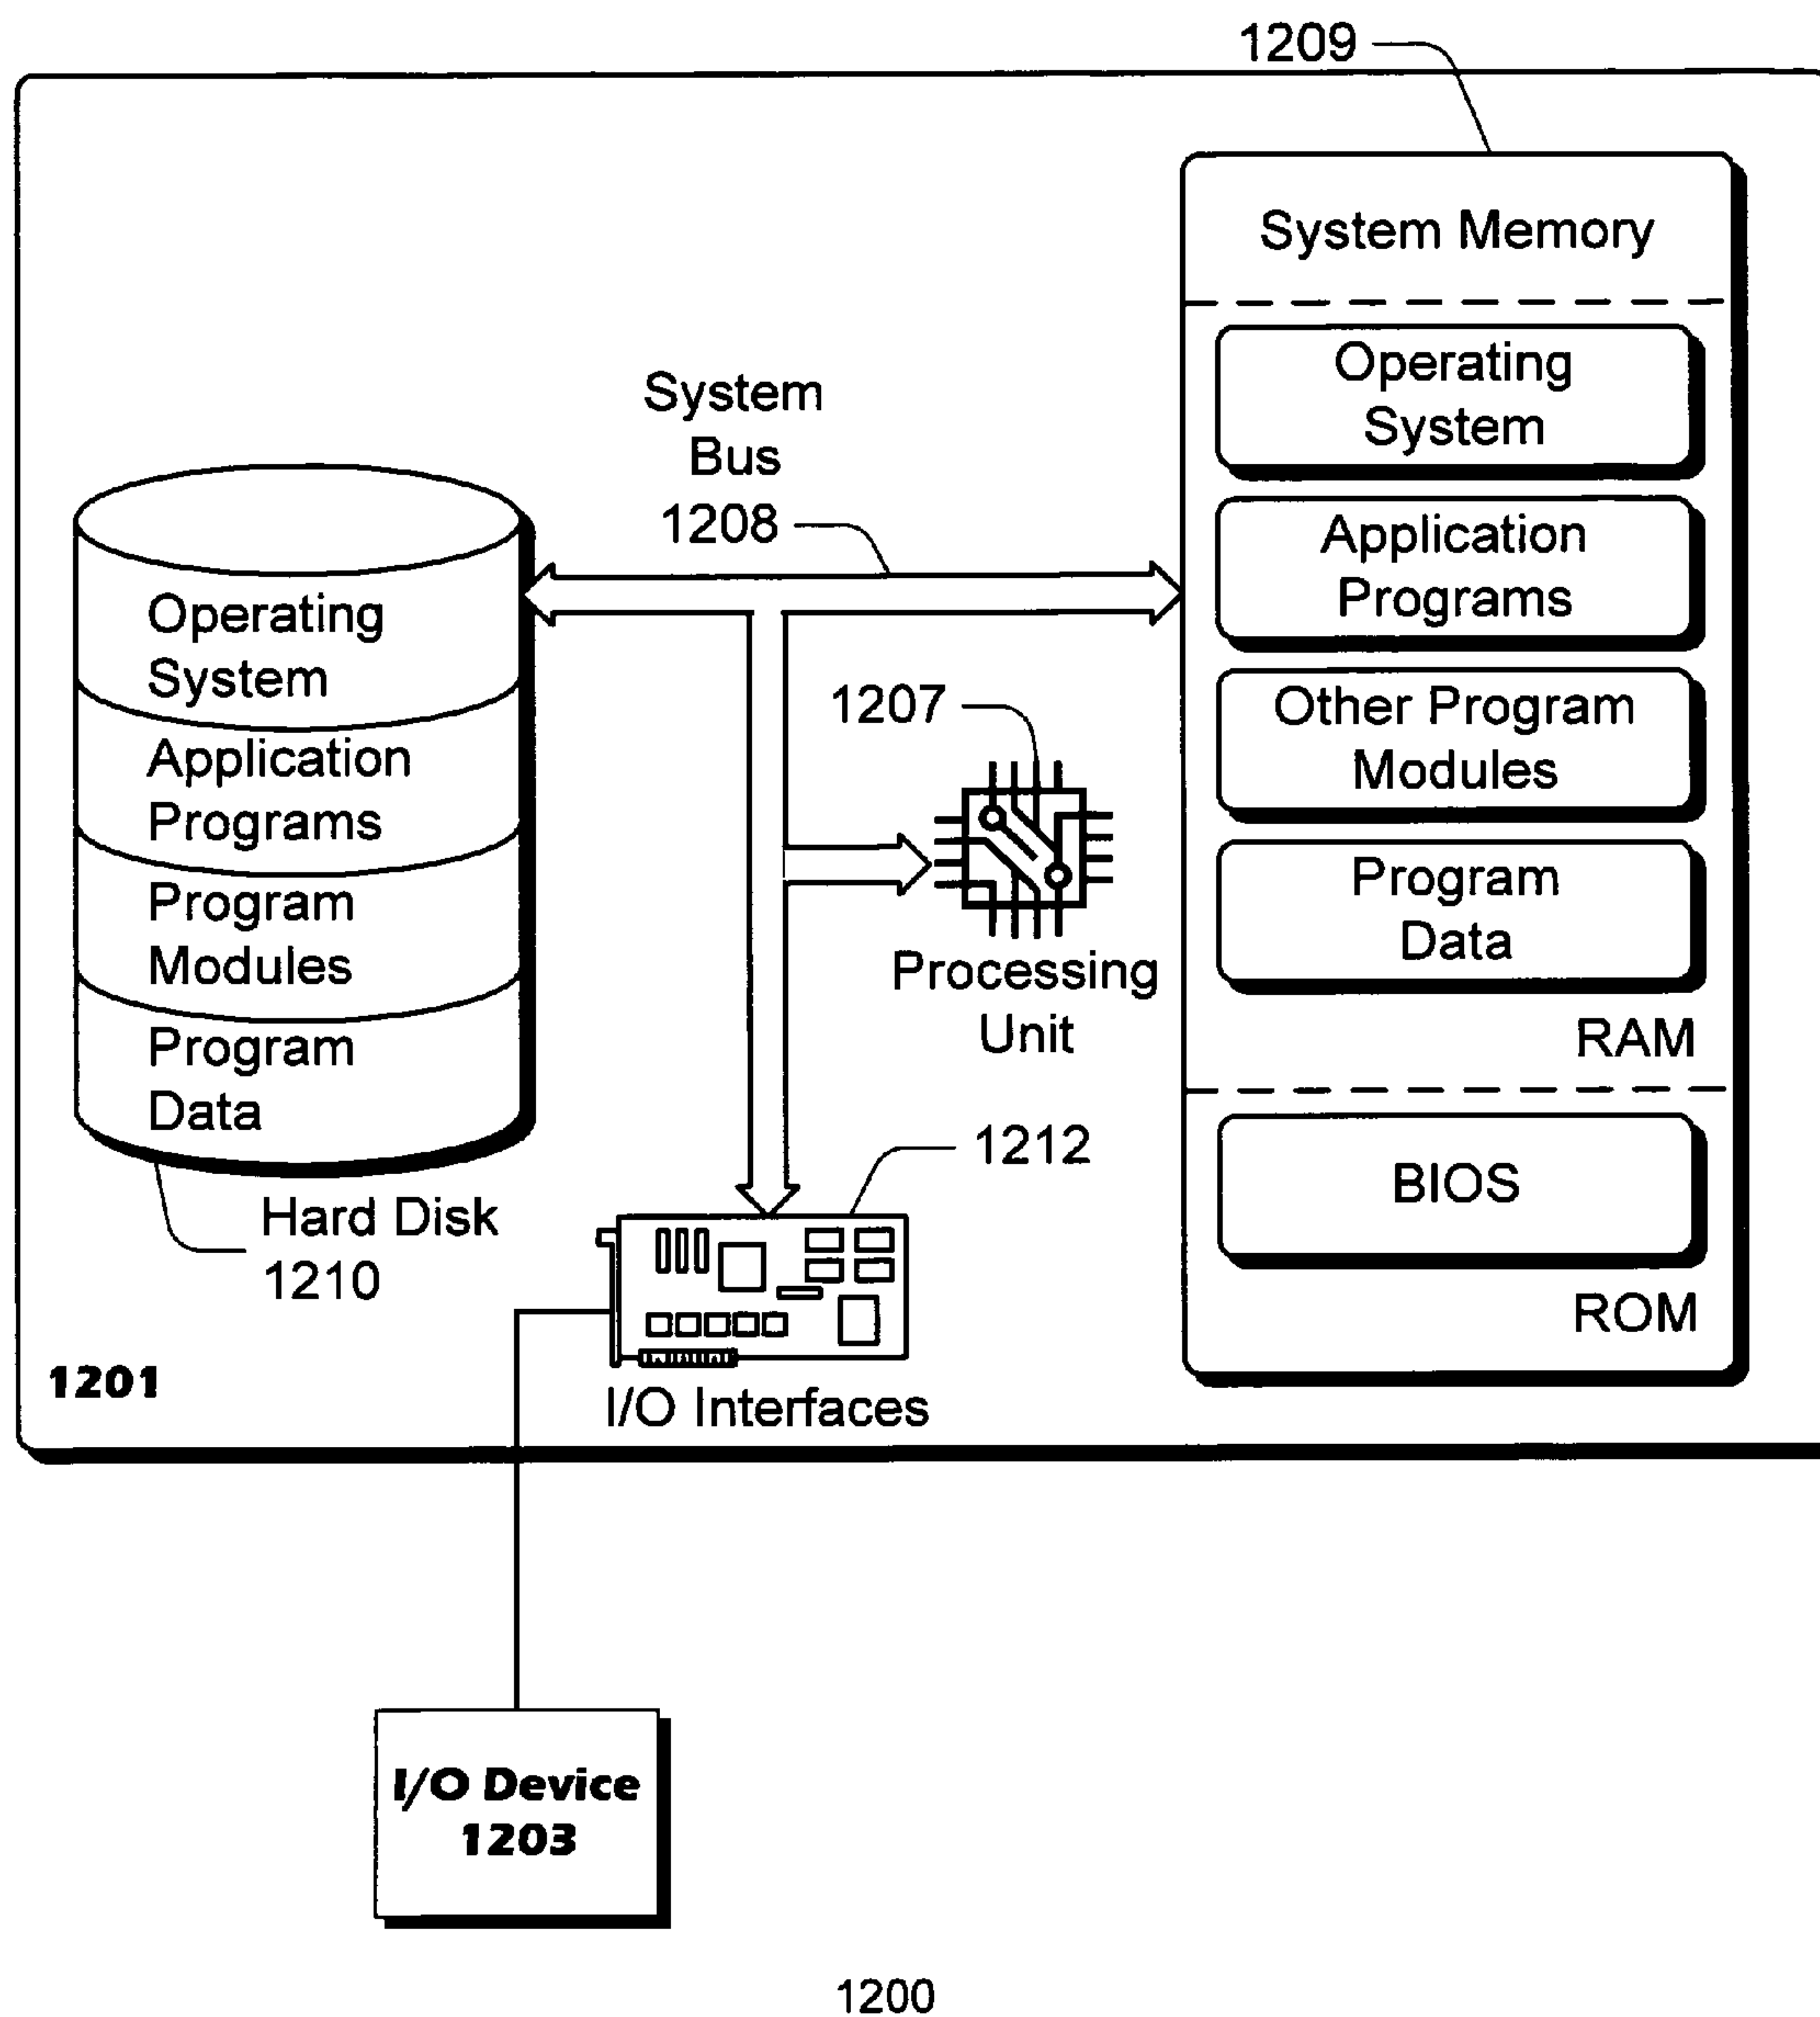 1209
System Memory
Operating
System
Application
Programs
Other Program
Modules
Program
Data
RAM
BIOS
ROM
System
Bus
1208
Operating
System
Application
Programs
Program
Modules
Program
Data
Hard Disk
1210
1207
Processing
Unit
1212
I/O Interfaces
1201
I/O Device
1203
1200